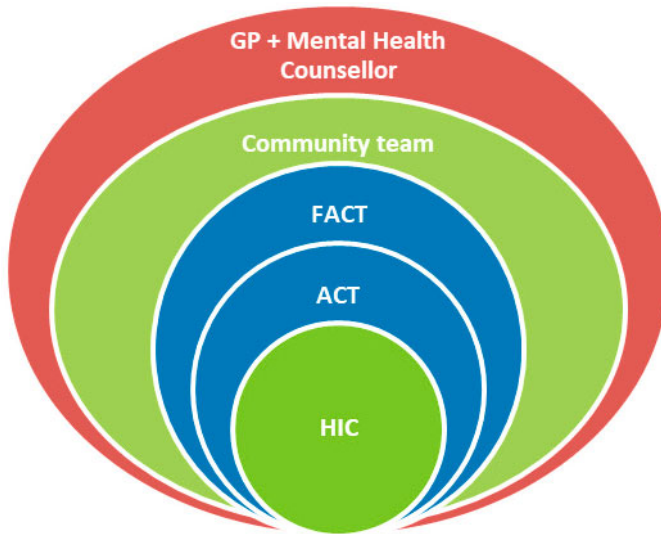 GP + Mental Health
Counsellor
Community team
FACT
ACT
HIC